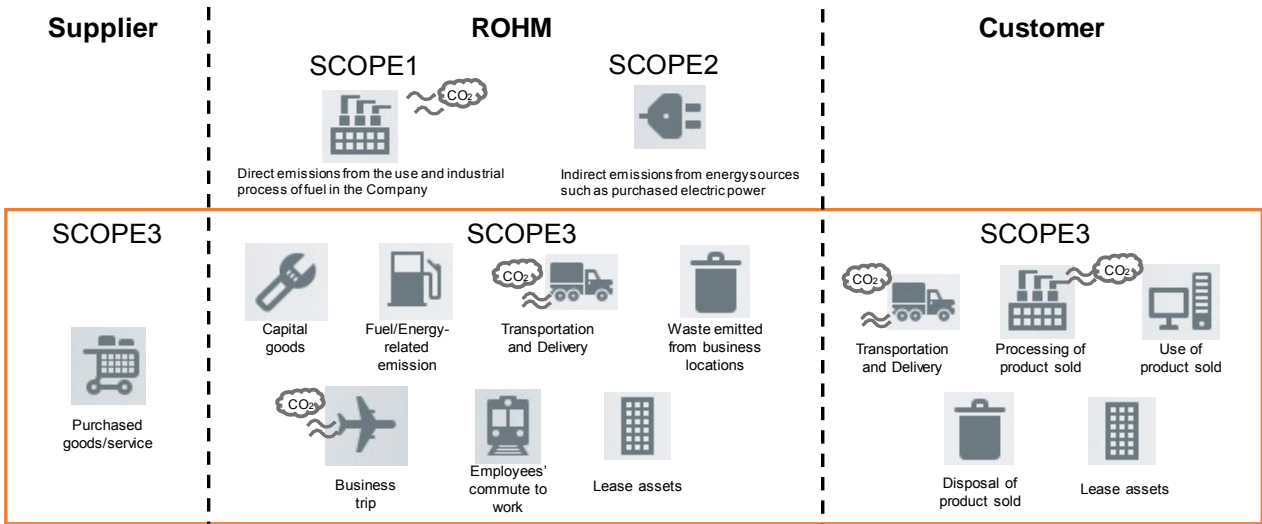 Supplier
ROHM
Customer
SCOPE1
CO2
SCOPE2
Direct emissions from the use and industrial
process of fuel in the Company
Indirect emissions from energy sources
such as purchased electric power
SCOPE3
Purchased
goods/service
SCOPE3
Capital
goods
Fuel/Energy-
related
emission
CO2
Transportation
and Delivery
Waste emitted
from business
locations
CO2
Business
trip
Employees'
commute to
work
Lease assets
SCOPE3
CO2
Transportation
and Delivery
CO2
Processing of
product sold
Use of
product sold
Disposal of
product sold
Lease assets